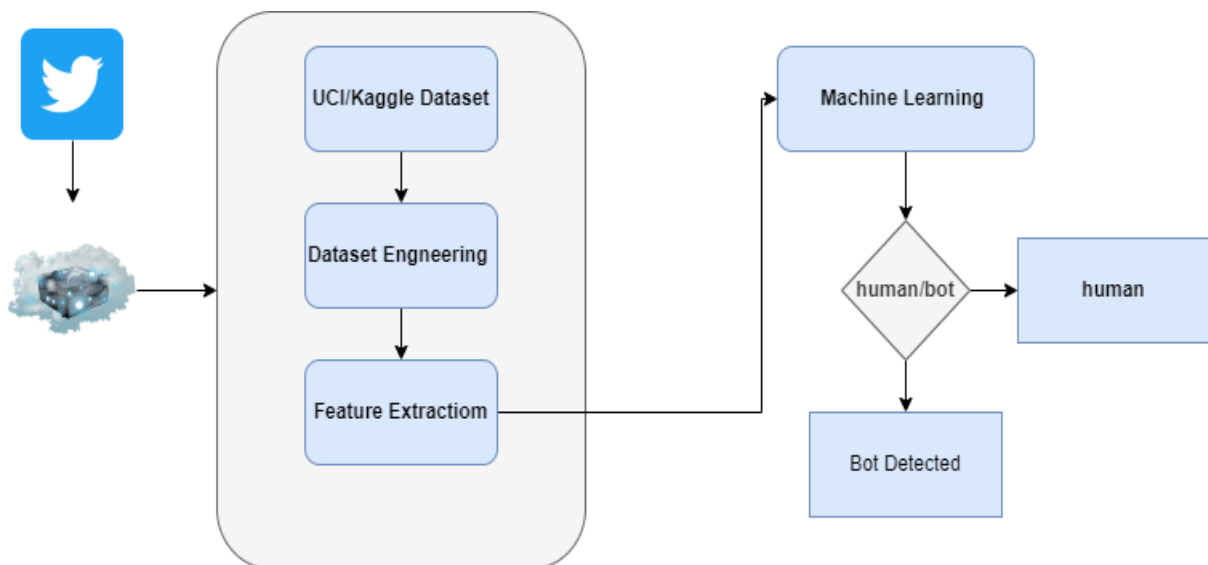 UCI/Kaggle Dataset
Dataset Engneering
Feature Extractiom
Machine Learning
human/bot
human
Bot Detected